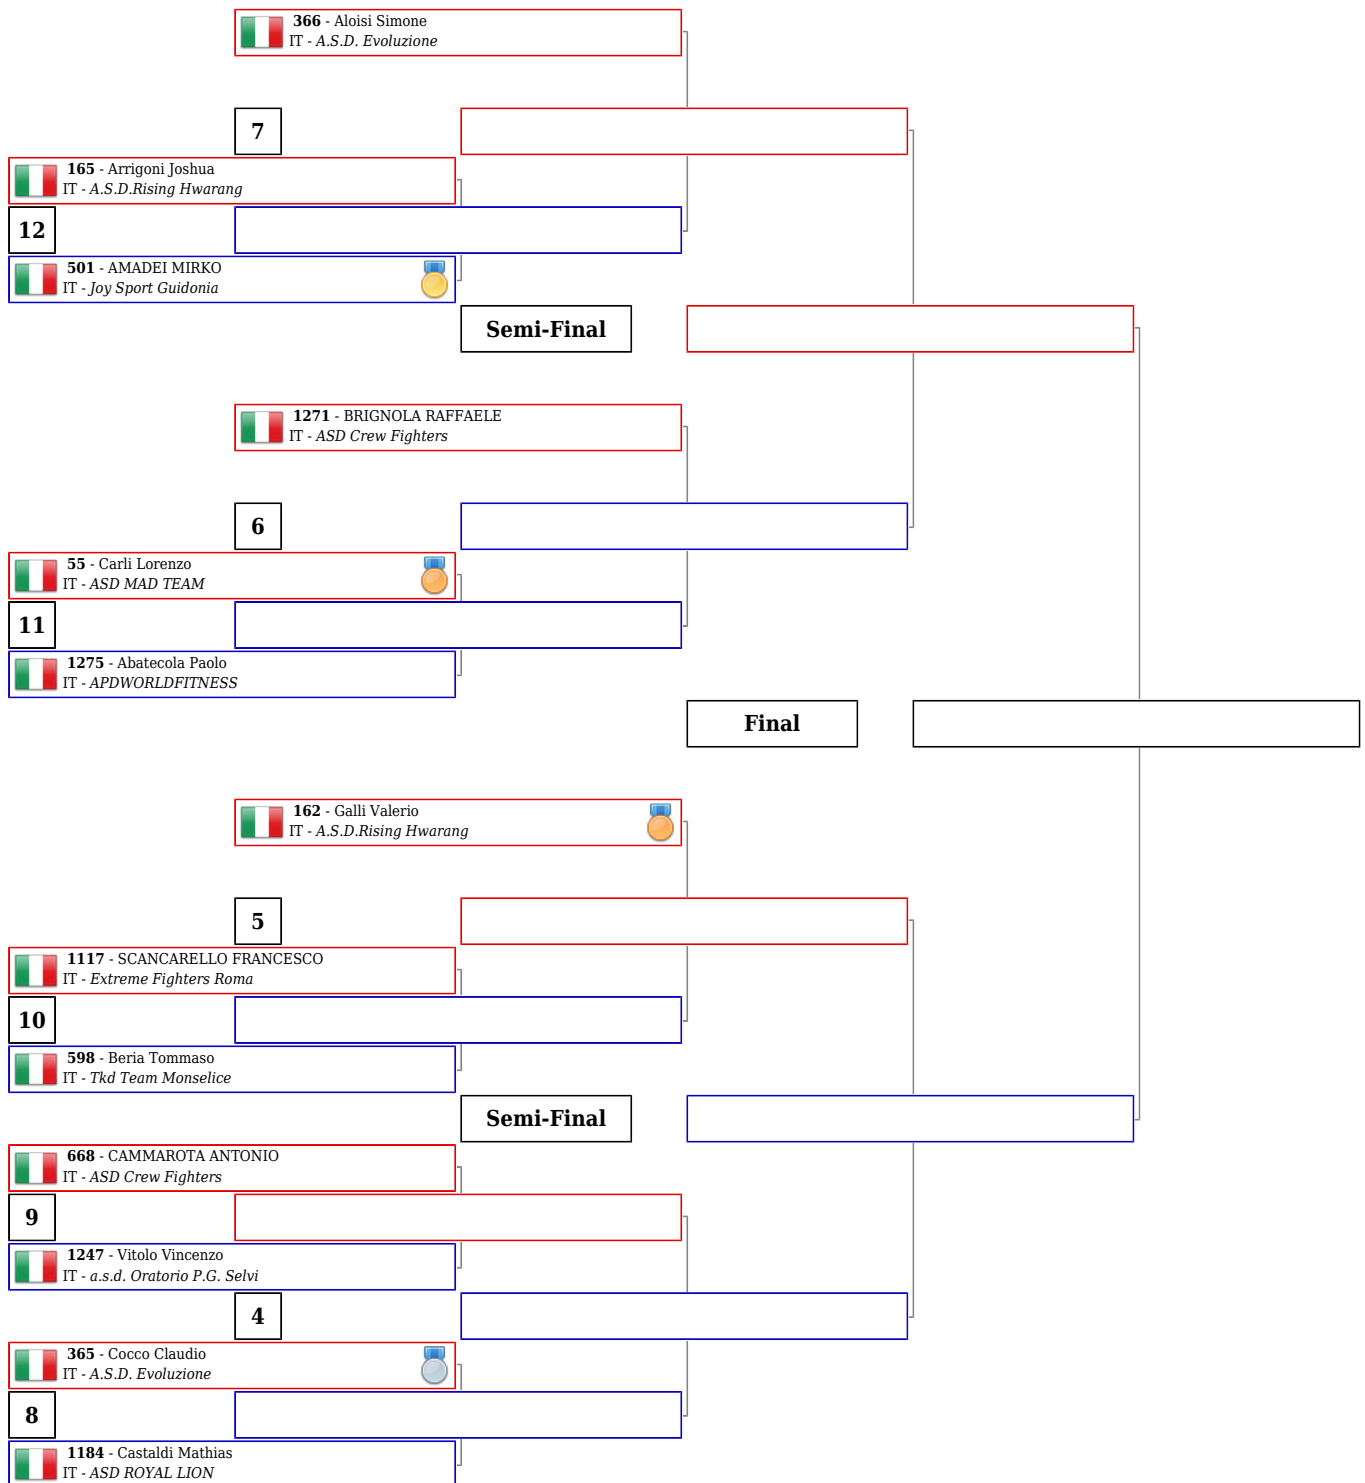 366 - Aloisi Simone
IT - A.S.D. Evoluzione
7
165 - Arrigoni Joshua
IT - A.S.D.Rising Hwarang
12
501 - AMADEI MIRKO
IT - Joy Sport Guidonia
Semi-Final
1271 - BRIGNOLA RAFFAELE
IT - ASD Crew Fighters
6
55 - Carli Lorenzo
IT - ASD MAD TEAM
11
1275 - Abatecola Paolo
IT - APDWORLDFITNESS
Final
162 - Galli Valerio
IT - A.S.D.Rising Hwarang
5
1117 - SCANCARELLO FRANCESCO
IT - Extreme Fighters Roma
10
598 - Beria Tommaso
IT - Tkd Team Monselice
Semi-Final
668 - CAMMAROTA ANTONIO
IT - ASD Crew Fighters
9
1247 - Vitolo Vincenzo
IT - a.s.d. Oratorio P.G. Selvi
4
365 - Cocco Claudio
IT - A.S.D. Evoluzione
8
1184 - Castaldi Mathias
IT - ASD ROYAL LION